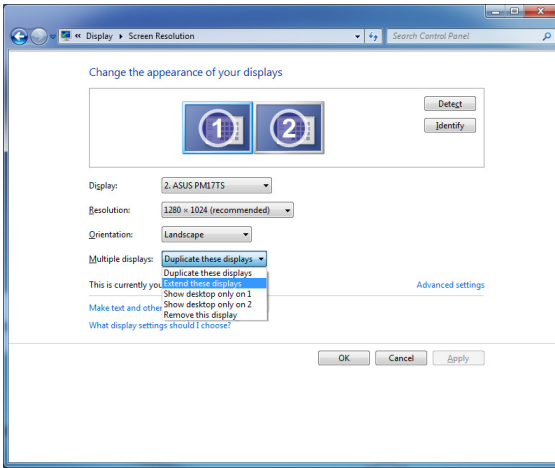 « Display ▸ Screen Resolution
Search Control Panel
Change the appearance of your displays
1
2
Detect
Identify
Display: 2. ASUS PM17TS
Resolution: 1280 × 1024 (recommended)
Orientation: Landscape
Multiple displays: Duplicate these displays
Duplicate these displays
Extend these displays
Show desktop only on 1
Show desktop only on 2
Remove this display
This is currently you
Advanced settings
Make text and other
What display settings should I choose?
OK
Cancel
Apply